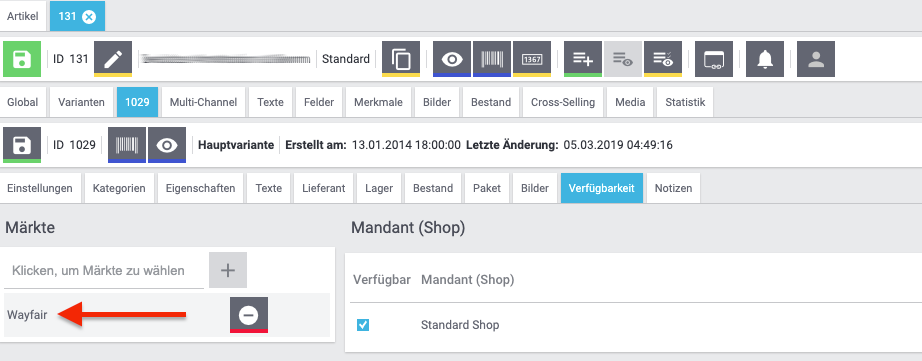 Artikel 131
ID 131 Standard 1367
Global Varianten 1029 Multi-Channel Texte Felder Merkmale Bilder Bestand Cross-Selling Media Statistik
ID 1029 Hauptvariante Erstellt am: 13.01.2014 18:00:00 Letzte Änderung: 05.03.2019 04:49:16
Einstellungen Kategorien Eigenschaften Texte Lieferant Lager Bestand Paket Bilder Verfügbarkeit Notizen
Märkte Mandant (Shop)
Klicken, um Märkte zu wählen
Verfügbar Mandant (Shop)
Wayfair
Standard Shop